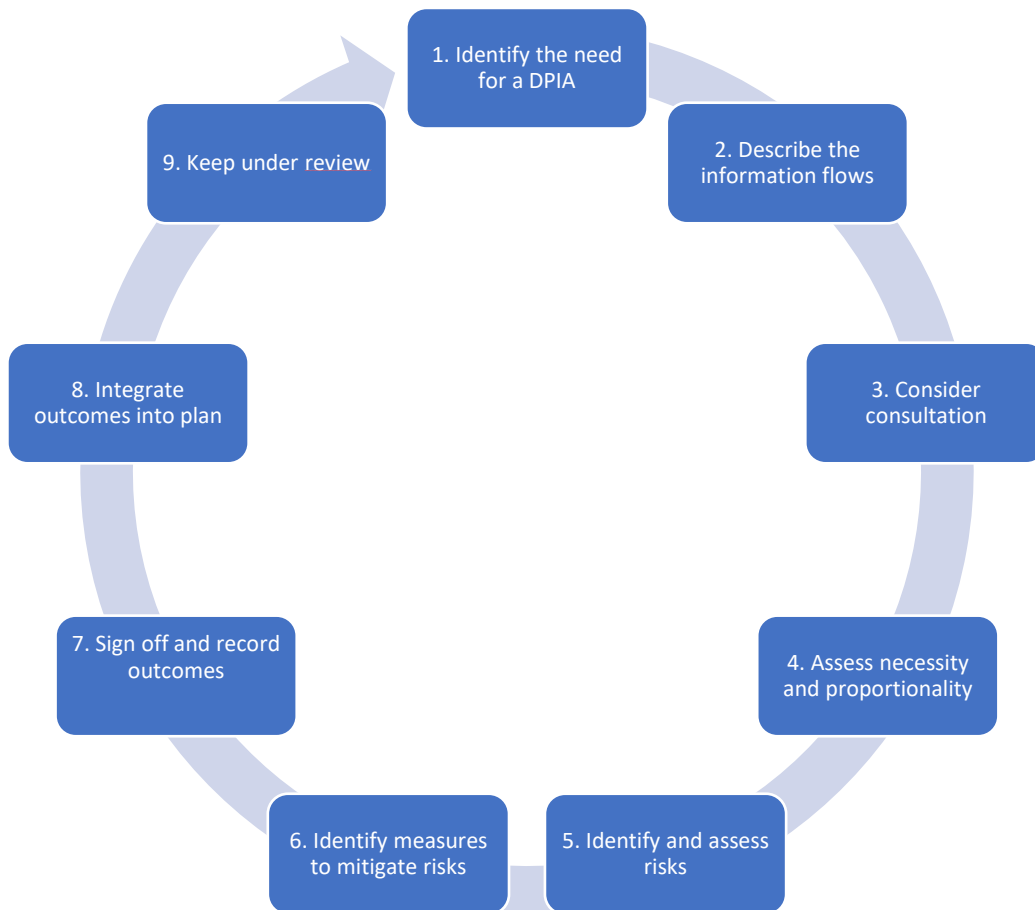 1. Identify the need
for a DPIA
2. Describe the
information flows
3. Consider
consultation
4. Assess necessity
and proportionality
5. Identify and assess
risks
6. Identify measures
to mitigate risks
7. Sign off and record
outcomes
8. Integrate
outcomes into plan
9. Keep under review